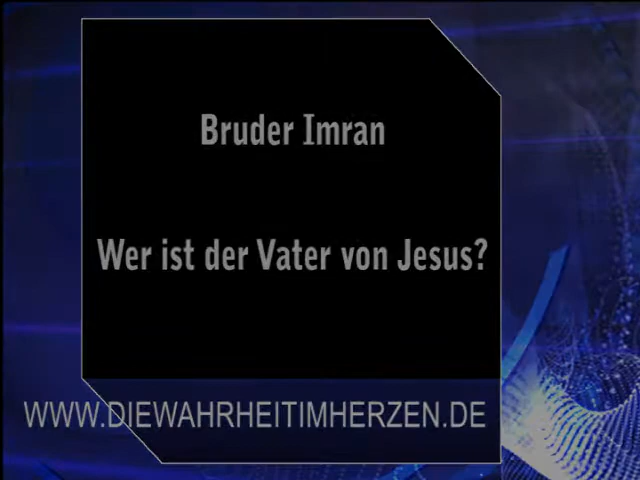 Bruder Imran
Wer ist der Vater von Jesus?
WWW.DIEWAHRHEITIMHERZEN.DE